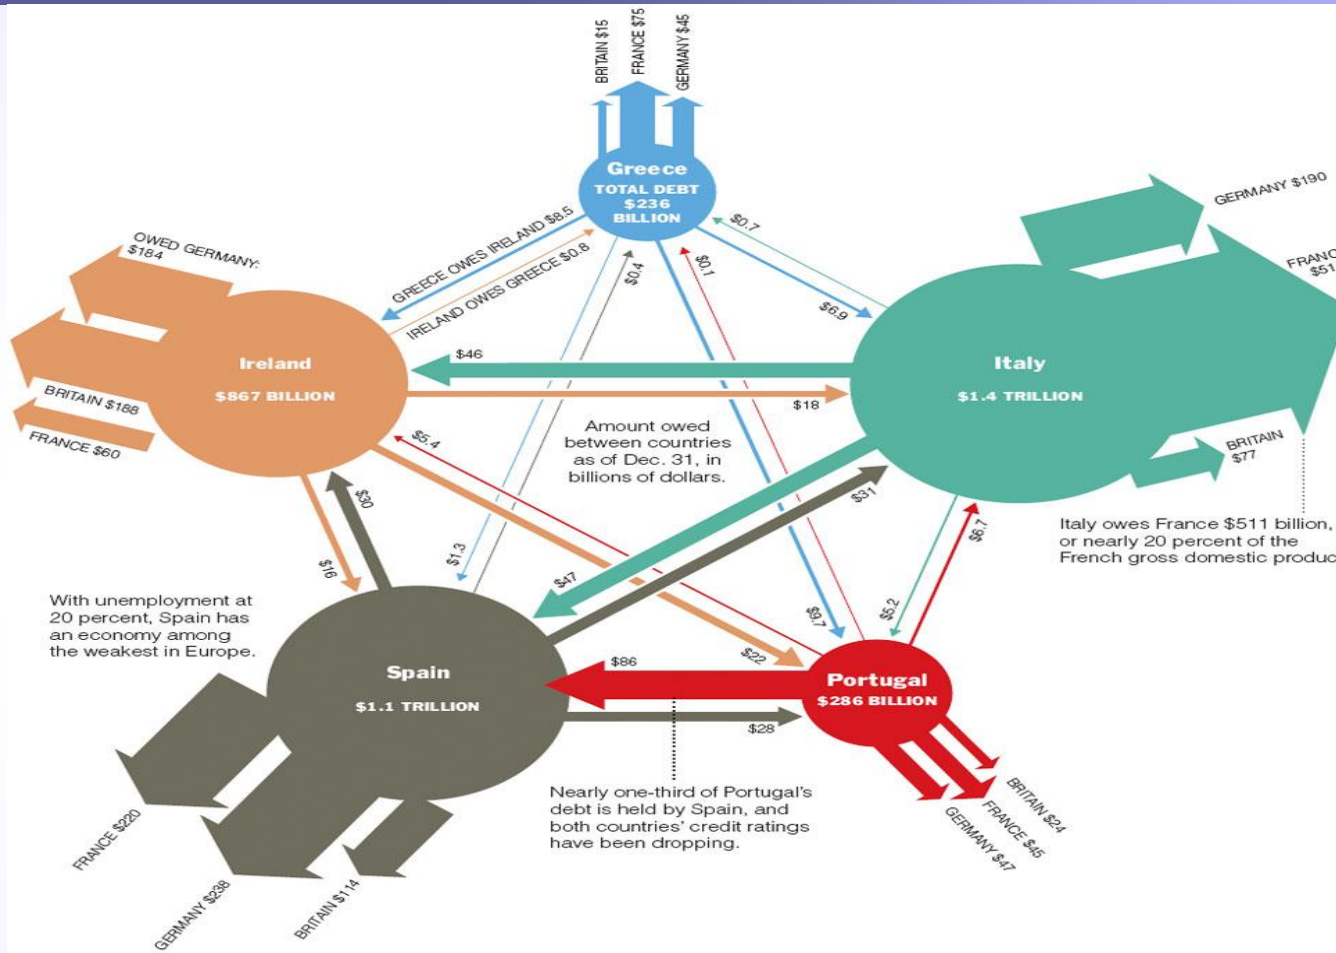 BRITAIN $15
FRANCE $75
GERMANY $45
Greece
TOTAL DEBT
$236
BILLION
GERMANY $190
FRANC
$51
OWED GERMANY:
$184
GREECE OWES IRELAND $8.5
IRELAND OWES GREECE $0.8
$0.4
$0.1
$0.7
$6.9
Ireland
$867 BILLION
$46
$18
Italy
$1.4 TRILLION
BRITAIN $188
FRANCE $60
$5.4
Amount owed
between countries
as of Dec. 31, in
billions of dollars.
BRITAIN
$77
$30
$16
$1.3
$47
$31
$6.7
$5.2
$9.7
$22
Italy owes France $511 billion,
or nearly 20 percent of the
French gross domestic produc
With unemployment at
20 percent, Spain has
an economy among
the weakest in Europe.
Spain
$1.1 TRILLION
$86
$28
Portugal
$286 BILLION
Nearly one-third of Portugal's
debt is held by Spain, and
both countries' credit ratings
have been dropping.
BRITAIN $24
FRANCE $45
GERMANY $47
FRANCE $220
GERMANY $238
BRITAIN $114